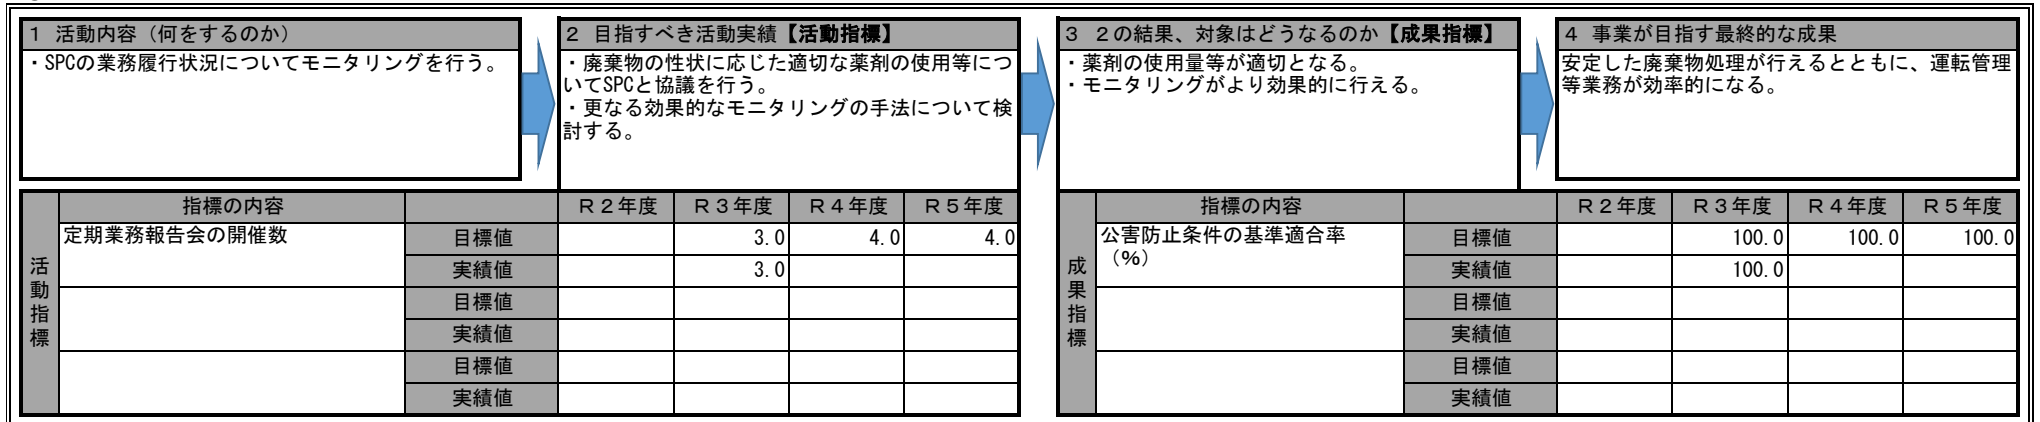 １ 活動内容（何をするのか）
・SPCの業務履行状況についてモニタリングを行う。
２ 目指すべき活動実績【活動指標】
・廃棄物の性状に応じた適切な薬剤の使用等につ
いてSPCと協議を行う。
・更なる効果的なモニタリングの手法について検
討する。
３ ２の結果、対象はどうなるのか【成果指標】
・薬剤の使用量等が適切となる。
・モニタリングがより効果的に行える。
４ 事業が目指す最終的な成果
安定した廃棄物処理が行えるとともに、運転管理
等業務が効率的になる。
活動指標
指標の内容 Ｒ２年度 Ｒ３年度 Ｒ４年度 Ｒ５年度
定期業務報告会の開催数 目標値 3.0 4.0 4.0
実績値 3.0
目標値
実績値
目標値
実績値
成果指標
指標の内容 Ｒ２年度 Ｒ３年度 Ｒ４年度 Ｒ５年度
公害防止条件の基準適合率 目標値 100.0 100.0 100.0
（％） 実績値 100.0
目標値
実績値
目標値
実績値